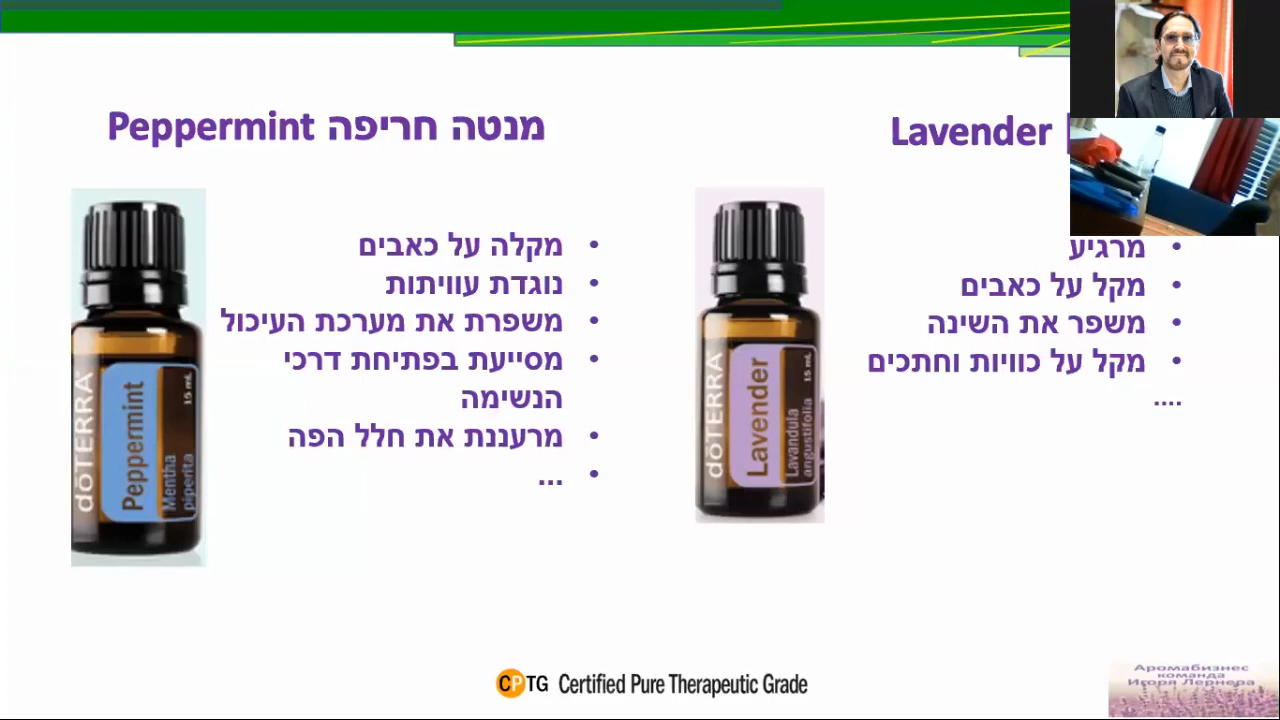 Lavender
מרגיע
מקל על כאבים
משפר את השינה
מקל על כוויות וחתכים
....
dōTERRA
Lavender
Lavandula
angustifolia
15 mL
מנטה חריפה Peppermint
מקלה על כאבים
נוגדת עוויתות
משפרת את מערכת העיכול
מסייעת בפתיחת דרכי
הנשימה
מרעננת את חלל הפה
...
dōTERRA
Peppermint
Mentha
piperita
15 mL
CPTG Certified Pure Therapeutic Grade
Аромабизнес
команда
Игоря Лернера